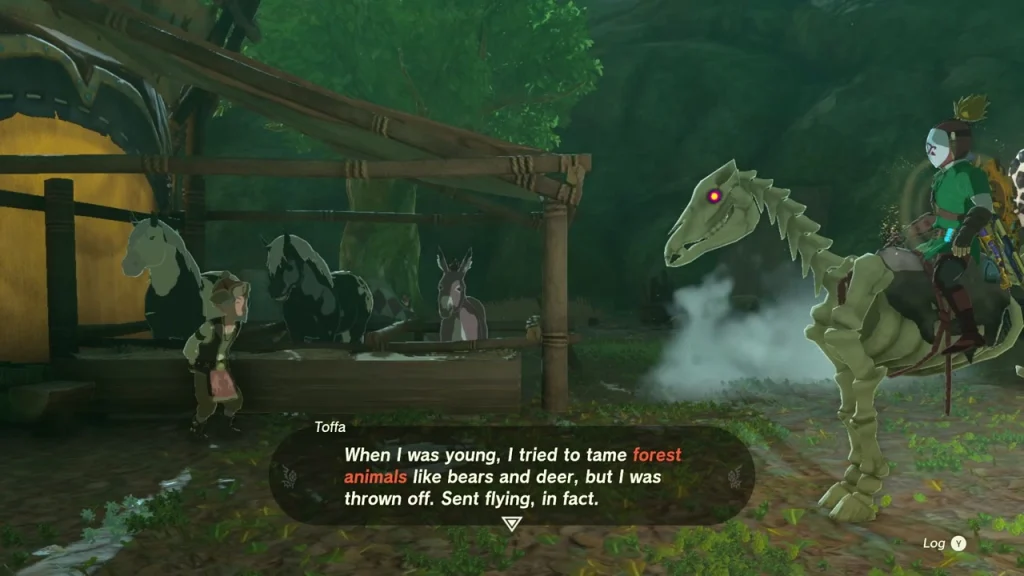 Toffa
When I was young, I tried to tame forest
animals like bears and deer, but I was
thrown off. Sent flying, in fact.
Log Y